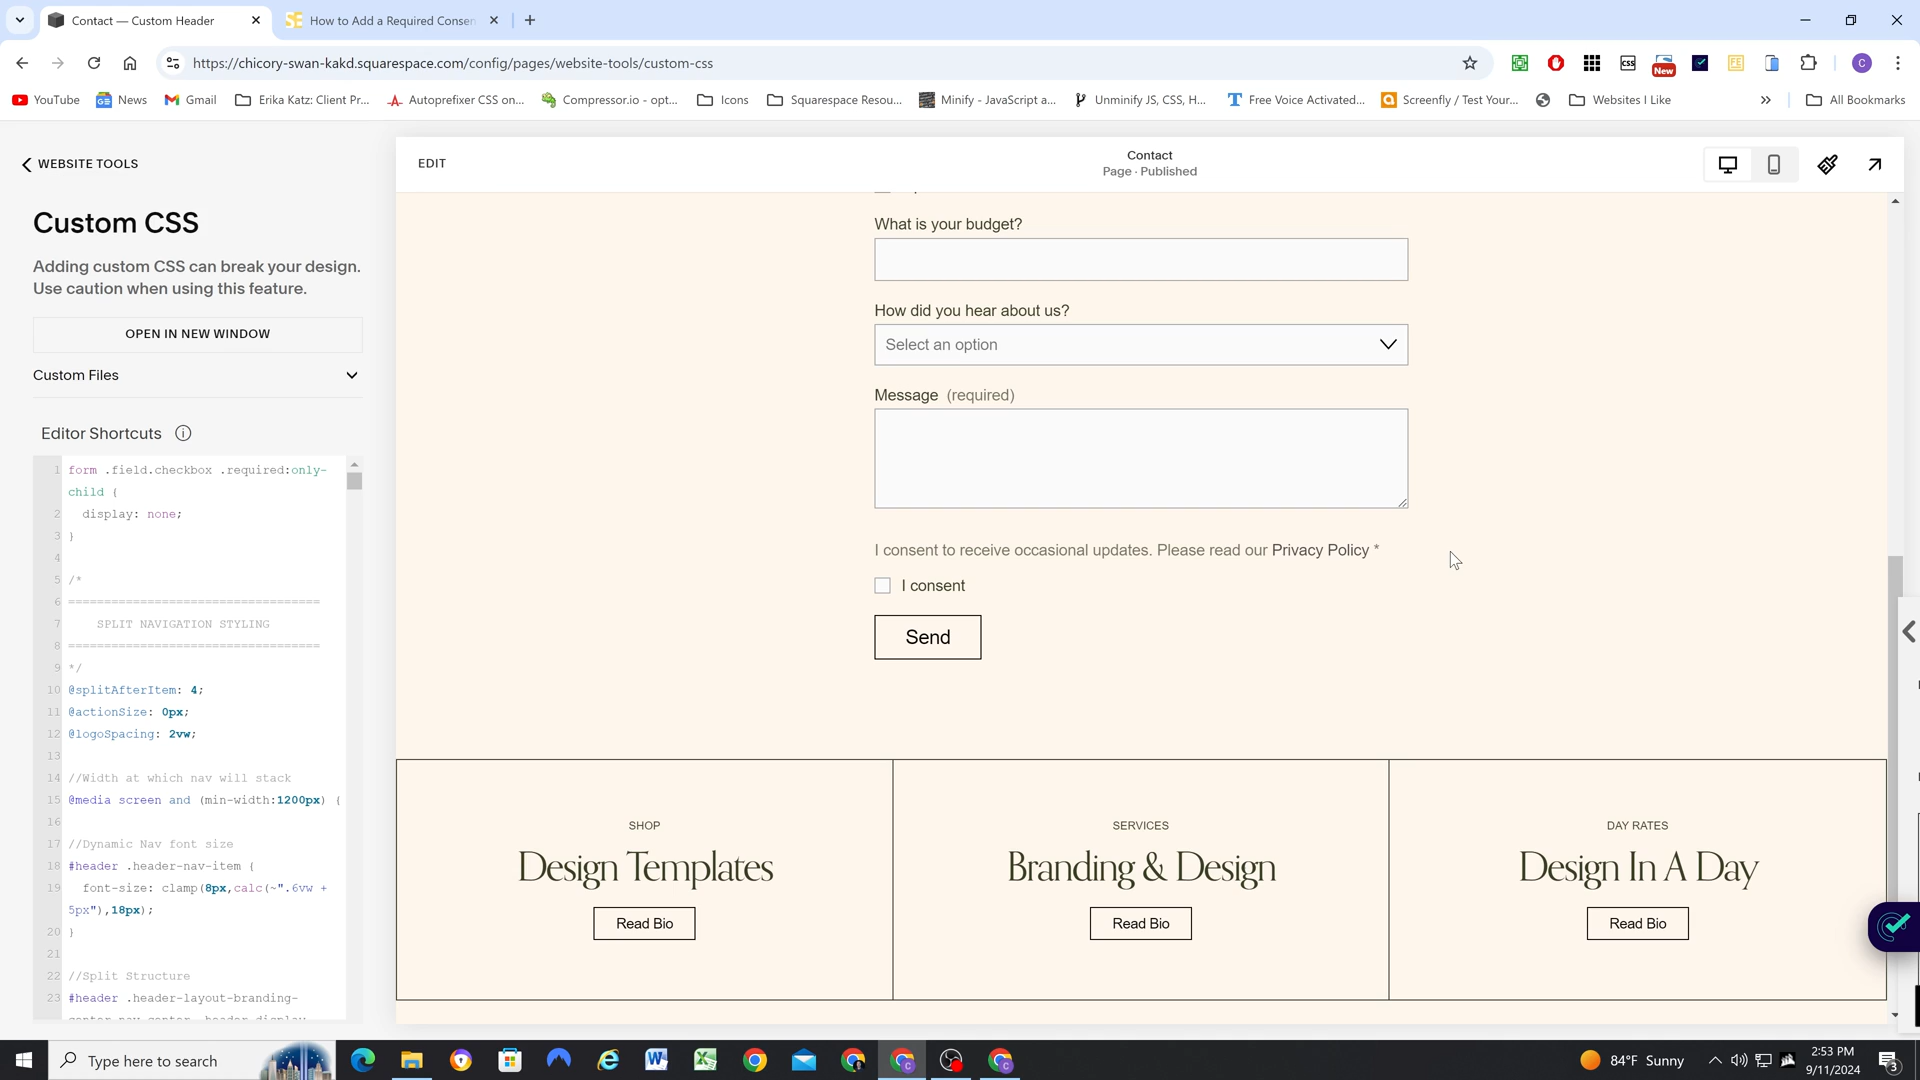 Contact — Custom Header
How to Add a Required Consen
https://chicory-swan-kakd.squarespace.com/config/pages/website-tools/custom-css
New
YouTube
News
Gmail
Erika Katz: Client Pr...
Autoprefixer CSS on...
Compressor.io - opt...
Icons
Squarespace Resou...
Minify - JavaScript a...
Unminify JS, CSS, H...
Free Voice Activated...
Screenfly / Test Your...
Websites I Like
All Bookmarks
WEBSITE TOOLS
Custom CSS
Adding custom CSS can break your design.
Use caution when using this feature.
OPEN IN NEW WINDOW
Custom Files
Editor Shortcuts
1 form .field.checkbox .required:only-
child {
2 display: none;
3 }
4
5 /*
6 ===================================
7 SPLIT NAVIGATION STYLING
8 ===================================
9 */
10 @splitAfterItem: 4;
11 @actionSize: 0px;
12 @logoSpacing: 2vw;
13
14 //Width at which nav will stack
15 @media screen and (min-width:1200px) {
16
17 //Dynamic Nav font size
18 #header .header-nav-item {
19 font-size: clamp(8px,calc(~".6vw +
5px"),18px);
20 }
21
22 //Split Structure
23 #header .header-layout-branding-
EDIT
Contact
Page · Published
What is your budget?
How did you hear about us?
Select an option
Message (required)
I consent to receive occasional updates. Please read our Privacy Policy *
I consent
Send
SHOP
Design Templates
Read Bio
SERVICES
Branding & Design
Read Bio
DAY RATES
Design In A Day
Read Bio
Type here to search
84°F Sunny
2:53 PM
9/11/2024
3